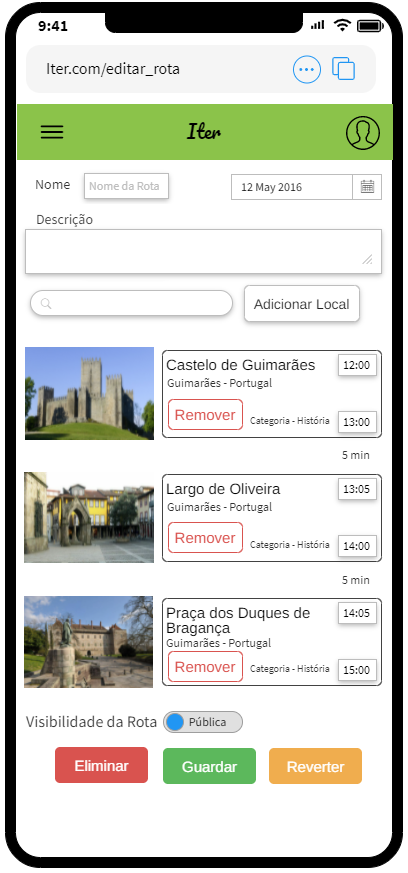 9:41
Iter.com/editar_rota
Iter
Nome
Nome da Rota
12 May 2016
Descrição
Adicionar Local
Castelo de Guimarães
12:00
Guimarães - Portugal
Remover
Categoria - História
13:00
5 min
Largo de Oliveira
13:05
Guimarães - Portugal
Remover
Categoria - História
14:00
5 min
Praça dos Duques de
Bragança
14:05
Guimarães - Portugal
Remover
Categoria - História
15:00
Visibilidade da Rota
Pública
Eliminar
Guardar
Reverter